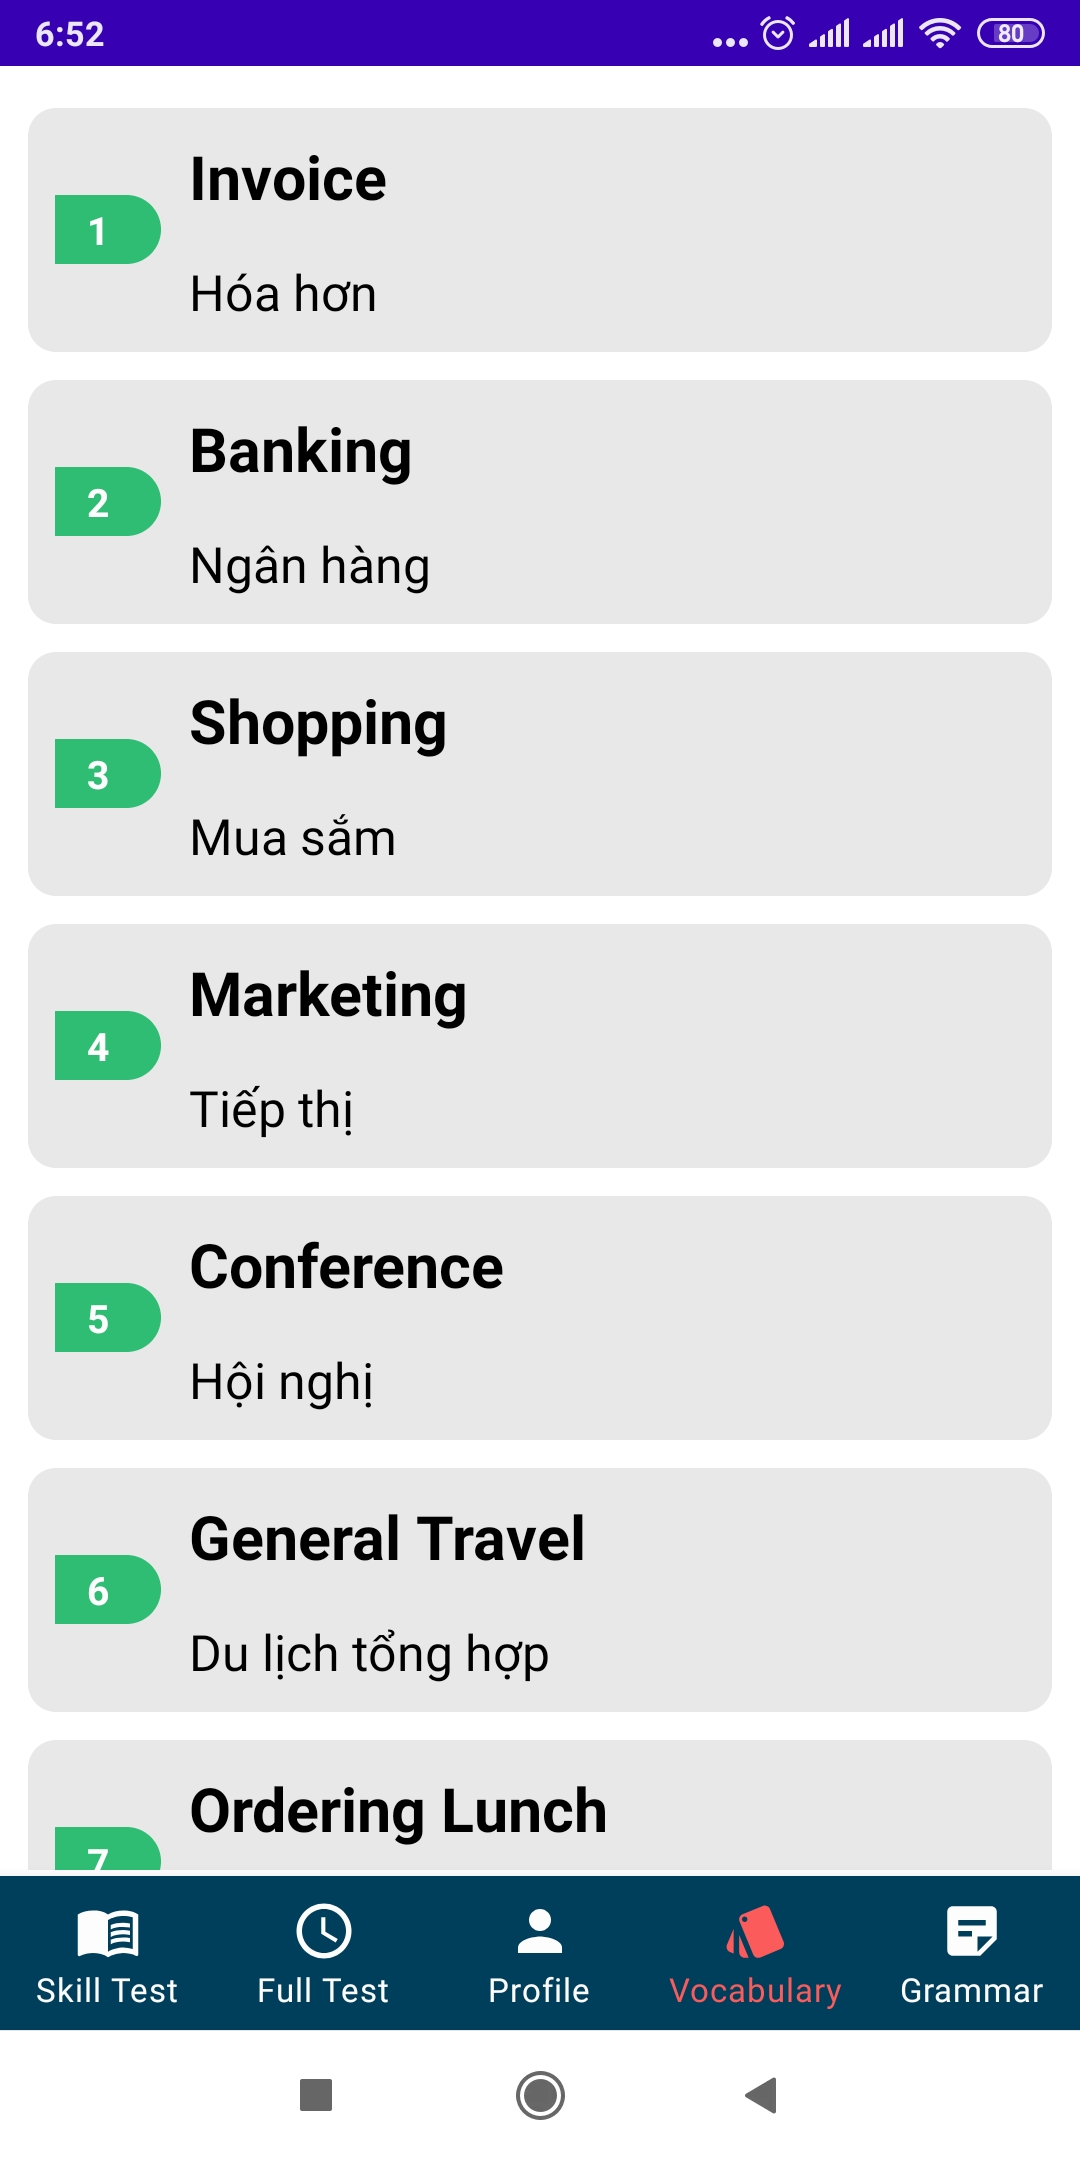 6:52
80
Invoice
1
Hóa hơn
Banking
2
Ngân hàng
Shopping
3
Mua sắm
Marketing
4
Tiếp thị
Conference
5
Hội nghị
General Travel
6
Du lịch tổng hợp
Ordering Lunch
7
Skill Test
Full Test
Profile
Vocabulary
Grammar